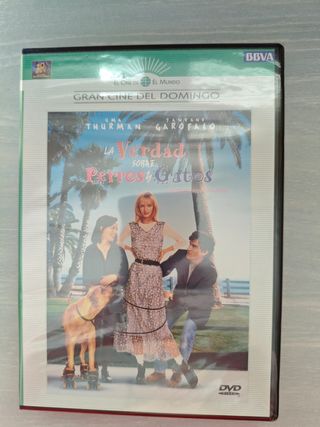 EL CINE DE EL MUNDO
BBVA
GRAN CINE DEL DOMINGO
UMA JANEANE
THURMAN GAROFALO
LA Verdad
SOBRE
Perros y Gatos
DVD